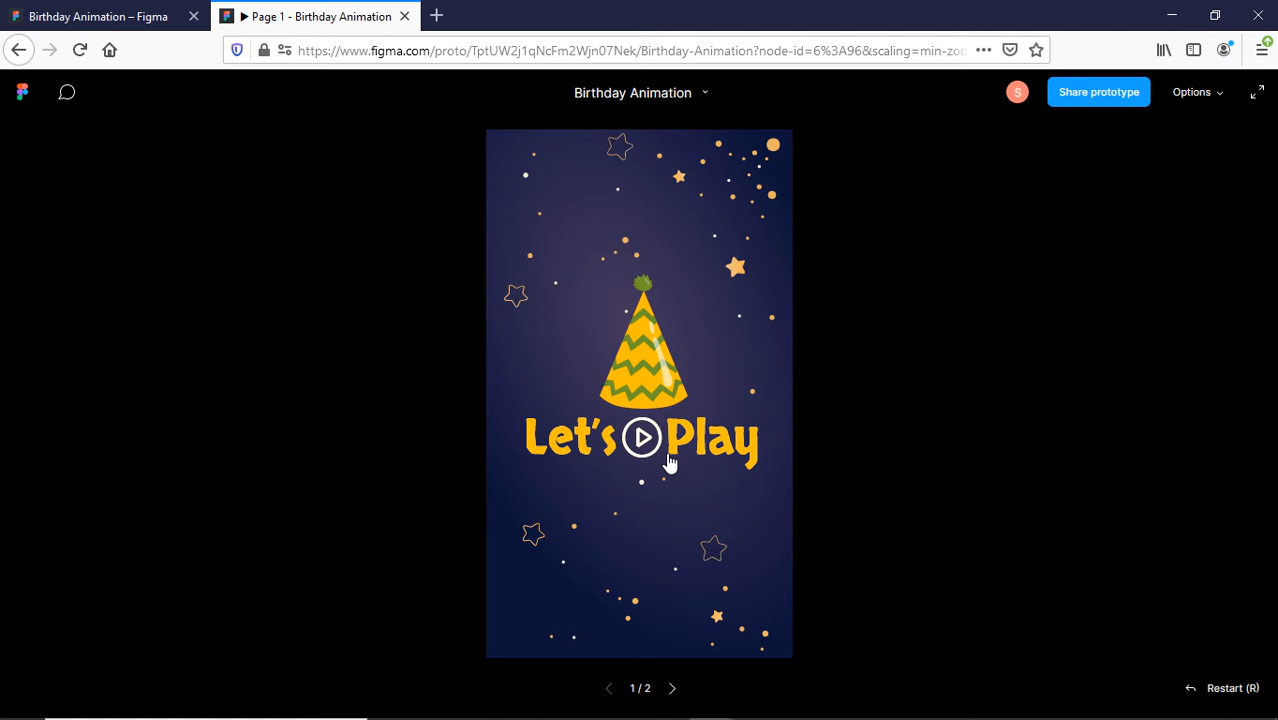 Birthday Animation – Figma
Page 1 - Birthday Animation
https://www.figma.com/proto/TptUW2j1qNcFm2Wjn07Nek/Birthday-Animation?node-id=6%3A96&scaling=min-zoo
Birthday Animation
S
Share prototype
Options
Let's Play
1 / 2
Restart (R)